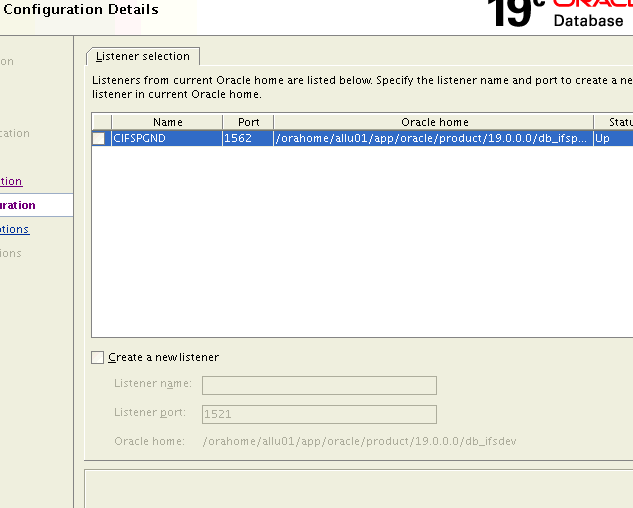 Configuration Details
19c ORACLE
Database
on
cation
tion
uration
otions
ions
Listener selection
Listeners from current Oracle home are listed below. Specify the listener name and port to create a ne
listener in current Oracle home.
Name Port Oracle home Statu
CIFSPGND 1562 /orahome/allu01/app/oracle/product/19.0.0.0/db_ifsp... Up
Create a new listener
Listener name:
Listener port: 1521
Oracle home: /orahome/allu01/app/oracle/product/19.0.0.0/db_ifsdev